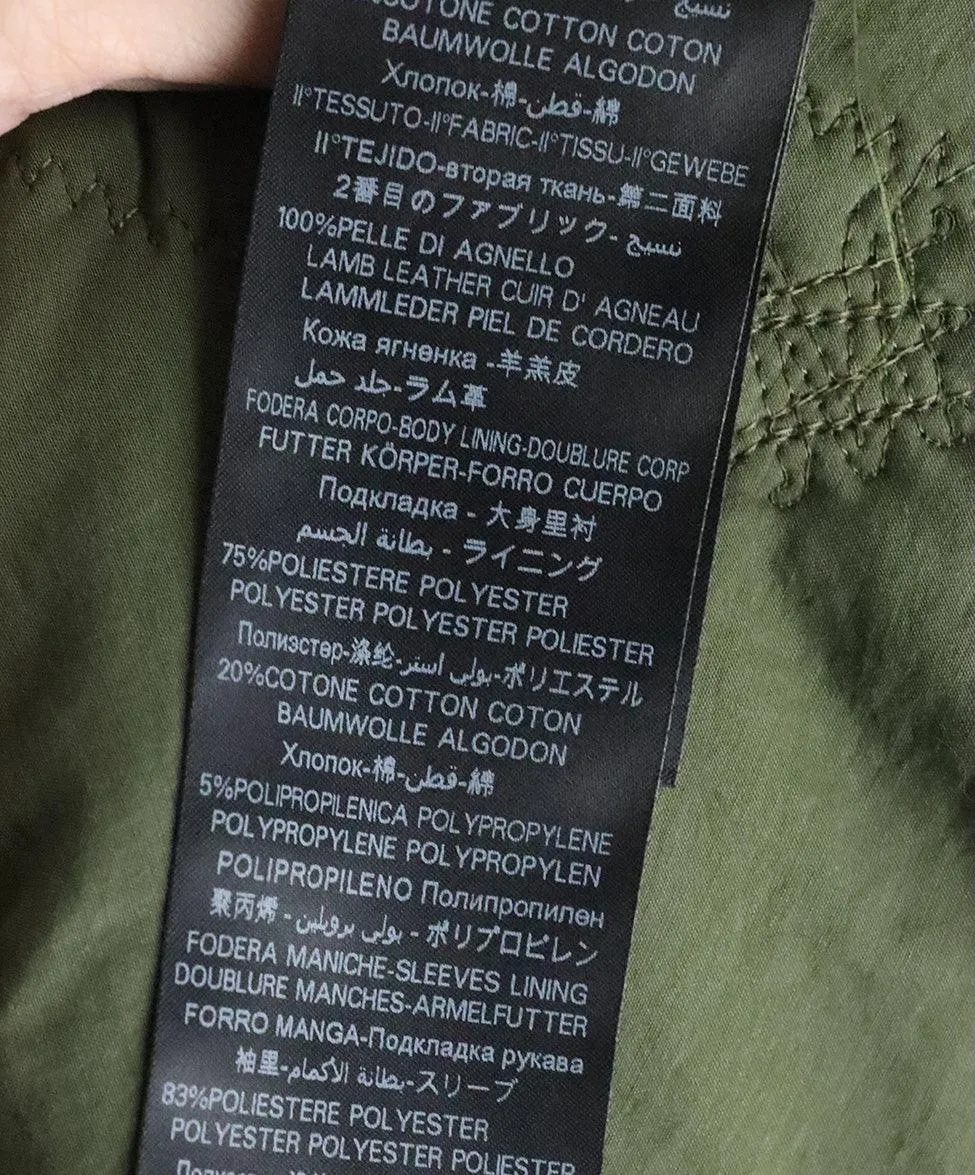 نسيج
COTONE COTTON COTON
BAUMWOLLE ALGODON
Хлопок-棉-قطن-綿
II°TESSUTO-II°FABRIC-II°TISSU-II°GEWEBE
II°TEJIDO-вторая ткань-第二面料
2番目のファブリック-نسيج
100%PELLE DI AGNELLO
LAMB LEATHER CUIR D' AGNEAU
LAMMLEDER PIEL DE CORDERO
Кожа ягненка -羊羔皮
جلد حمل-ラム革
FODERA CORPO-BODY LINING-DOUBLURE CORP
FUTTER KÖRPER-FORRO CUERPO
Подкладка - 大身里衬
بطانة الجسم - ライニング
75%POLIESTERE POLYESTER
POLYESTER POLYESTER POLIESTER
Полиэстер-涤纶-بولي استر-ポリエステル
20%COTONE COTTON COTON
BAUMWOLLE ALGODON
Хлопок-棉-قطن-綿
5%POLIPROPILENICA POLYPROPYLENE
POLYPROPYLENE POLYPROPYLEN
POLIPROPILENO Полипропилен
聚丙烯 - بولي بروبلين - ポリプロピレン
FODERA MANICHE-SLEEVES LINING
DOUBLURE MANCHES-ARMELFUTTER
FORRO MANGA-Подкладка рукава
袖里-بطانة الأكمام-スリーブ
83%POLIESTERE POLYESTER
POLYESTER POLYESTER POLIESTER